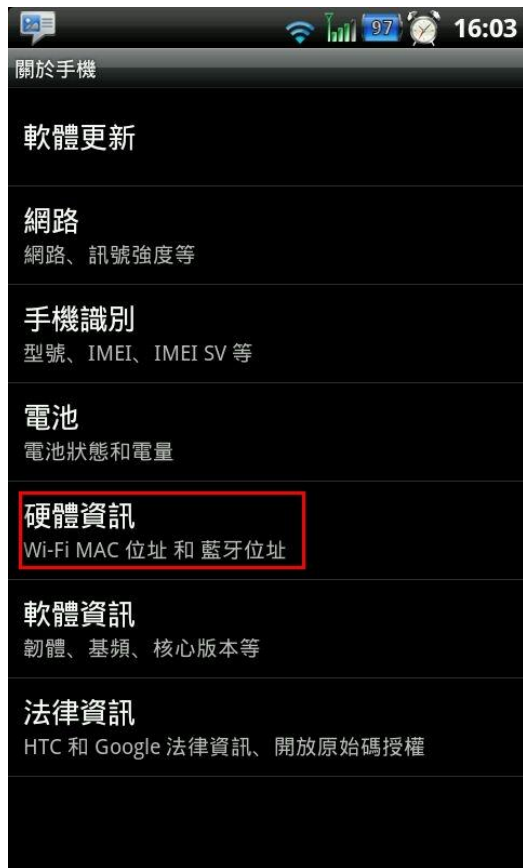 97 16:03
關於手機
軟體更新
網路
網路、訊號強度等
手機識別
型號、IMEI、IMEI SV 等
電池
電池狀態和電量
硬體資訊
Wi-Fi MAC 位址 和 藍牙位址
軟體資訊
韌體、基頻、核心版本等
法律資訊
HTC 和 Google 法律資訊、開放原始碼授權